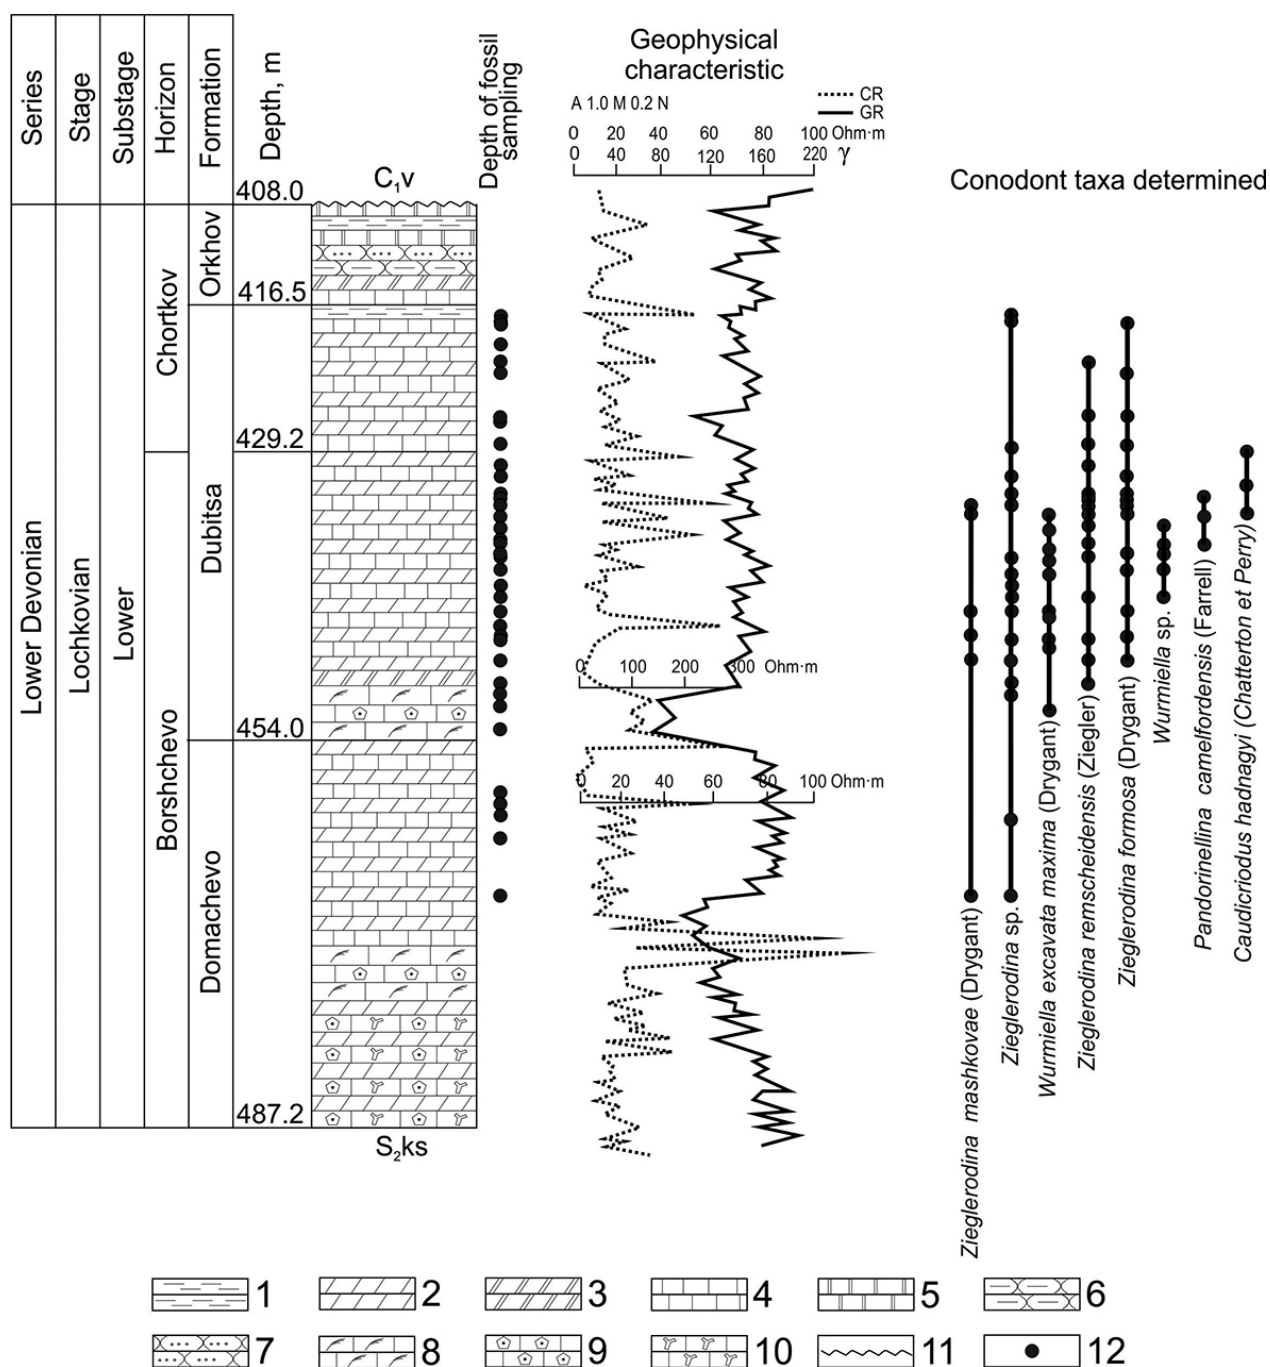 Series
Stage
Substage
Horizon
Formation
Depth, m
Depth of fossil
sampling
Geophysical
characteristic
CR
GR
A 1.0 M 0.2 N
0 20 40 60 80 100 Ohm·m
0 40 80 120 160 220 γ
Conodont taxa determined
C₁v
408.0
Orkhov
416.5
Chortkov
429.2
Dubitsa
Lower Devonian
Lochkovian
Lower
0 100 200 300 Ohm·m
454.0
Borshchevo
0 20 40 60 80 100 Ohm·m
Domachevo
487.2
S₂ks
Zieglerodina mashkovae (Drygant)
Zieglerodina sp.
Wurmiella excavata maxima (Drygant)
Zieglerodina remscheidensis (Ziegler)
Zieglerodina formosa (Drygant)
Wurmiella sp.
Pandorinellina camelfordensis (Farrell)
Caudicriodus hadnagyi (Chatterton et Perry)
1 2 3 4 5 6
7 8 9 10 11 12